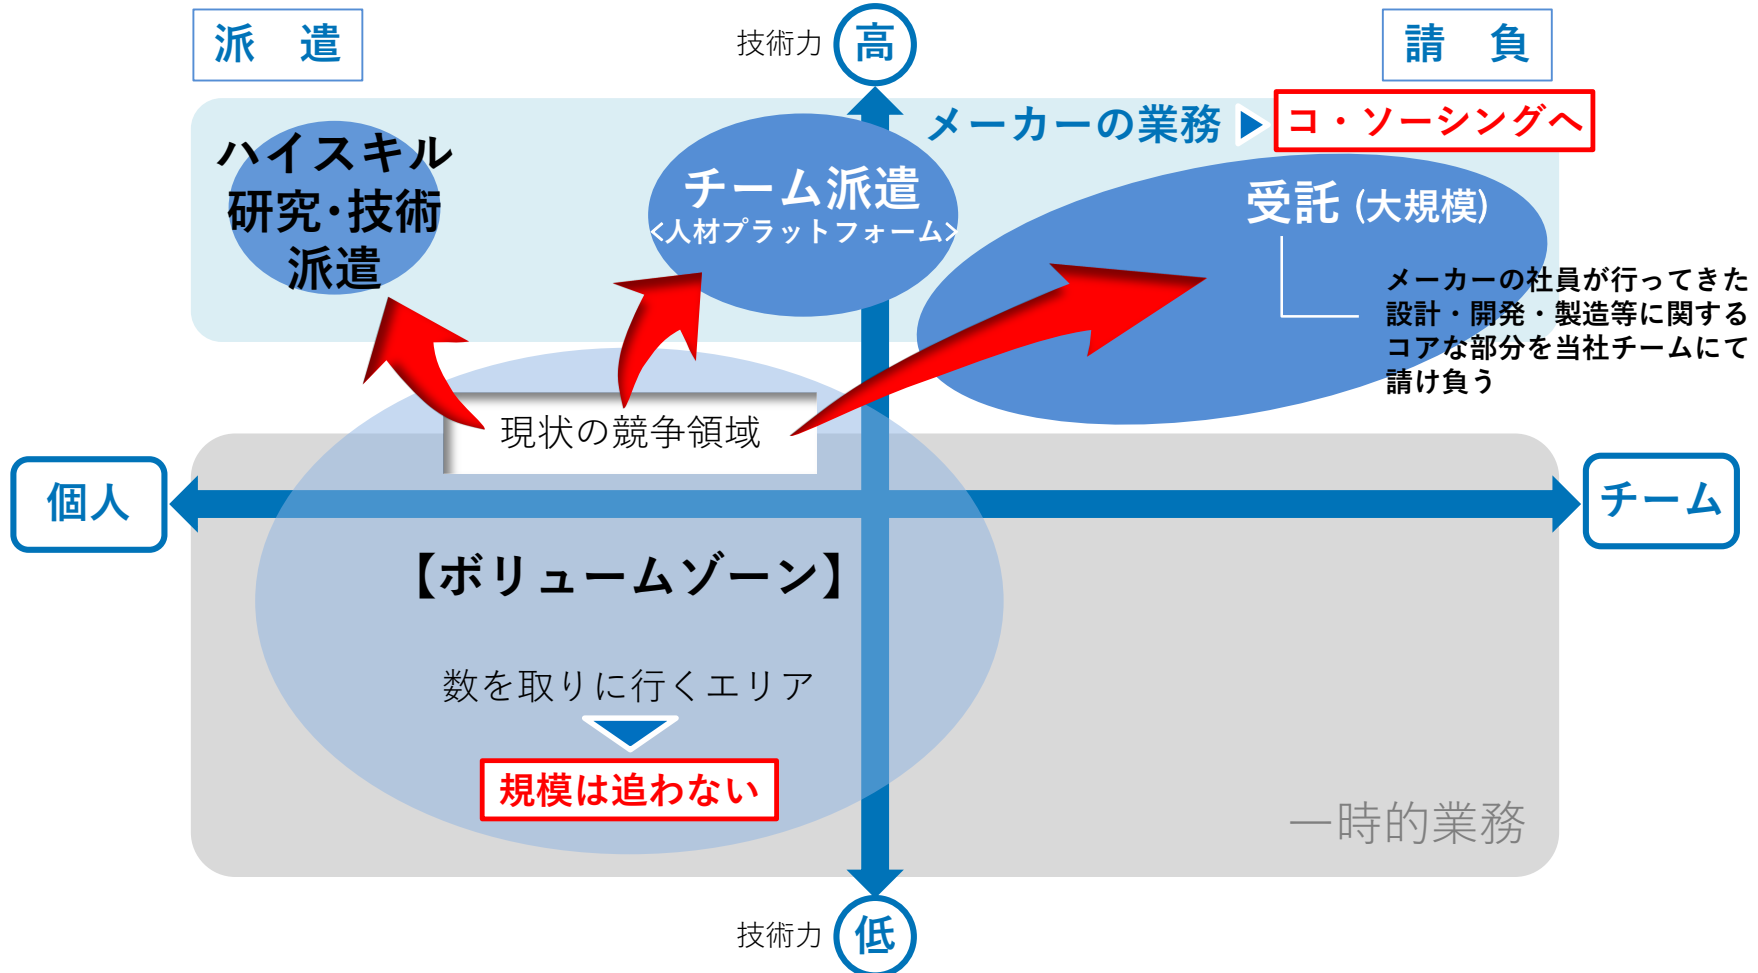 派　遣
技術力 高
請　負
メーカーの業務
コ・ソーシングへ
ハイスキル
研究・技術
派遣
チーム派遣
<人材プラットフォーム>
受託 (大規模)
メーカーの社員が行ってきた
設計・開発・製造等に関する
コアな部分を当社チームにて
請け負う
現状の競争領域
個人
チーム
【ボリュームゾーン】
数を取りに行くエリア
規模は追わない
一時的業務
技術力 低